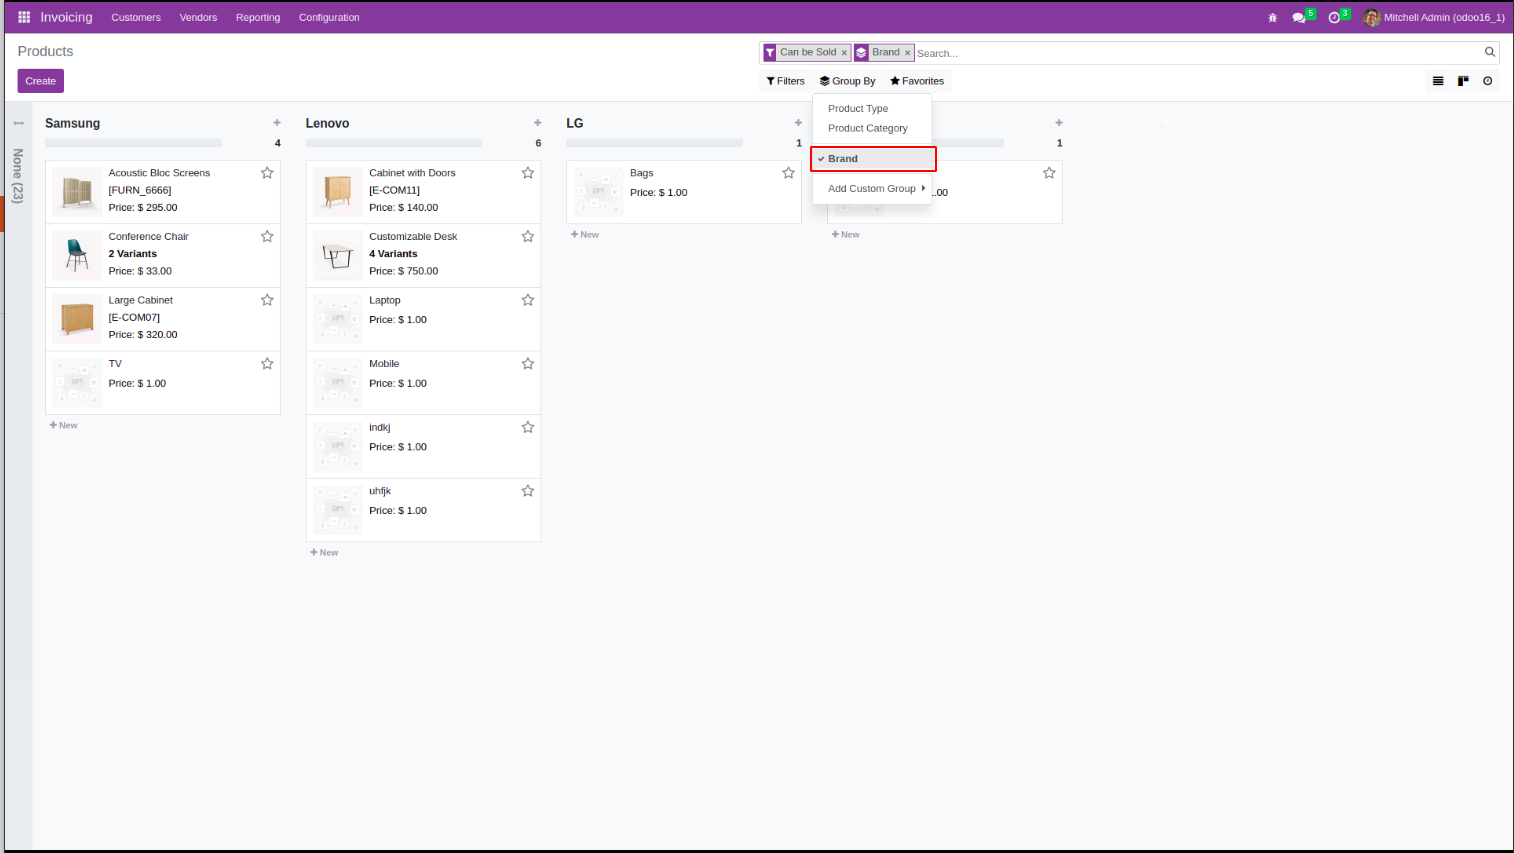 Invoicing Customers Vendors Reporting Configuration 5 3 Mitchell Admin (odoo16_1)
Products
Can be Sold × Brand × Search...
Create
Filters Group By Favorites
Product Type
Product Category
Brand
Add Custom Group
None (23)
Samsung
4
Acoustic Bloc Screens
[FURN_6666]
Price: $ 295.00
Conference Chair
2 Variants
Price: $ 33.00
Large Cabinet
[E-COM07]
Price: $ 320.00
TV
Price: $ 1.00
New
Lenovo
6
Cabinet with Doors
[E-COM11]
Price: $ 140.00
Customizable Desk
4 Variants
Price: $ 750.00
Laptop
Price: $ 1.00
Mobile
Price: $ 1.00
indkj
Price: $ 1.00
uhfjk
Price: $ 1.00
New
LG
1
Bags
Price: $ 1.00
New
1
.00
New